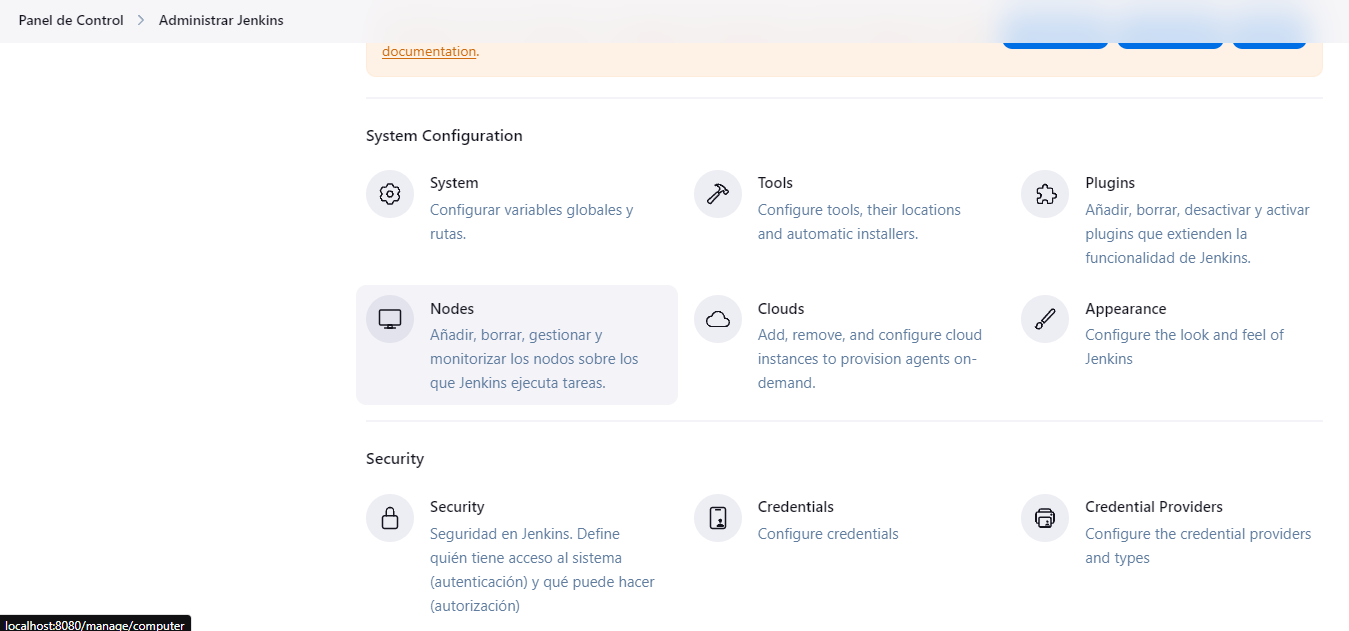 Panel de Control
Administrar Jenkins
documentation.
System Configuration
System
Configurar variables globales y
rutas.
Tools
Configure tools, their locations
and automatic installers.
Plugins
Añadir, borrar, desactivar y activar
plugins que extienden la
funcionalidad de Jenkins.
Nodes
Añadir, borrar, gestionar y
monitorizar los nodos sobre los
que Jenkins ejecuta tareas.
Clouds
Add, remove, and configure cloud
instances to provision agents on-
demand.
Appearance
Configure the look and feel of
Jenkins
Security
Security
Seguridad en Jenkins. Define
quién tiene acceso al sistema
(autenticación) y qué puede hacer
(autorización)
Credentials
Configure credentials
Credential Providers
Configure the credential providers
and types
localhost:8080/manage/computer